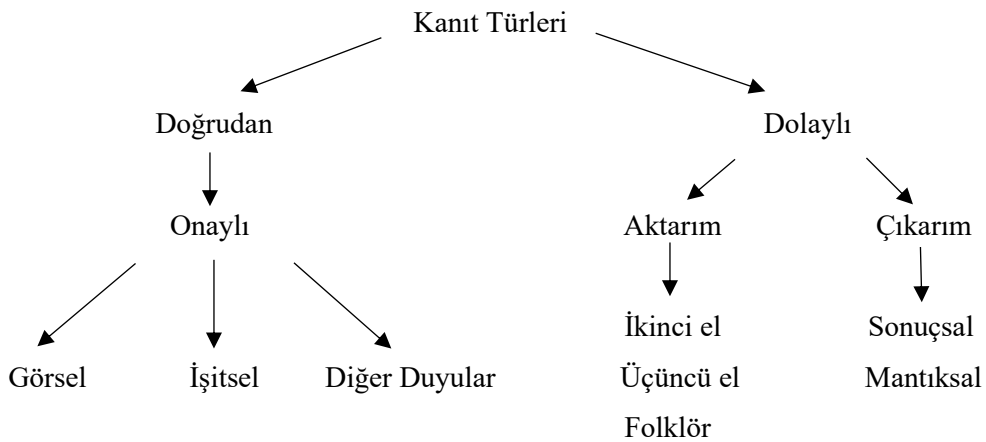 Kanıt Türleri
Doğrudan Dolaylı
Onaylı Aktarım Çıkarım
İkinci el Sonuçsal
Görsel İşitsel Diğer Duyular Üçüncü el Mantıksal
Folklör